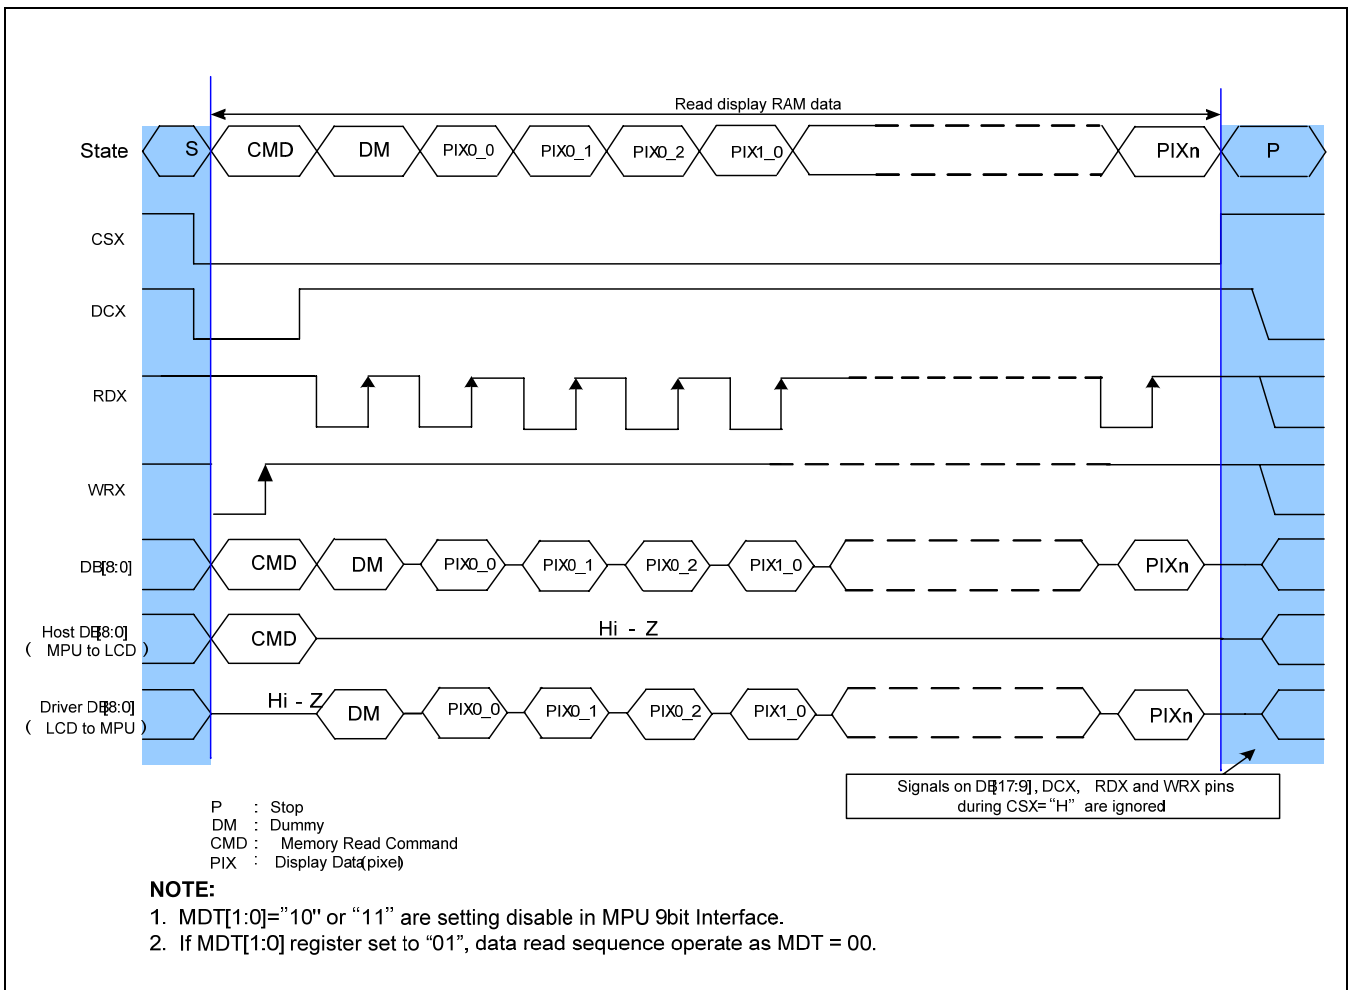 Read display RAM data
State S CMD DM PIX0_0 PIX0_1 PIX0_2 PIX1_0 PIXn P
CSX
DCX
RDX
WRX
DB[8:0] CMD DM PIX0_0 PIX0_1 PIX0_2 PIX1_0 PIXn
Host DB[8:0]
( MPU to LCD )
CMD Hi - Z
Driver DB[8:0]
( LCD to MPU )
Hi - Z DM PIX0_0 PIX0_1 PIX0_2 PIX1_0 PIXn
Signals on DB[17:9], DCX, RDX and WRX pins
during CSX= "H" are ignored
P : Stop
DM : Dummy
CMD : Memory Read Command
PIX : Display Data(pixel)
NOTE:
1. MDT[1:0]="10" or "11" are setting disable in MPU 9bit Interface.
2. If MDT[1:0] register set to "01", data read sequence operate as MDT = 00.